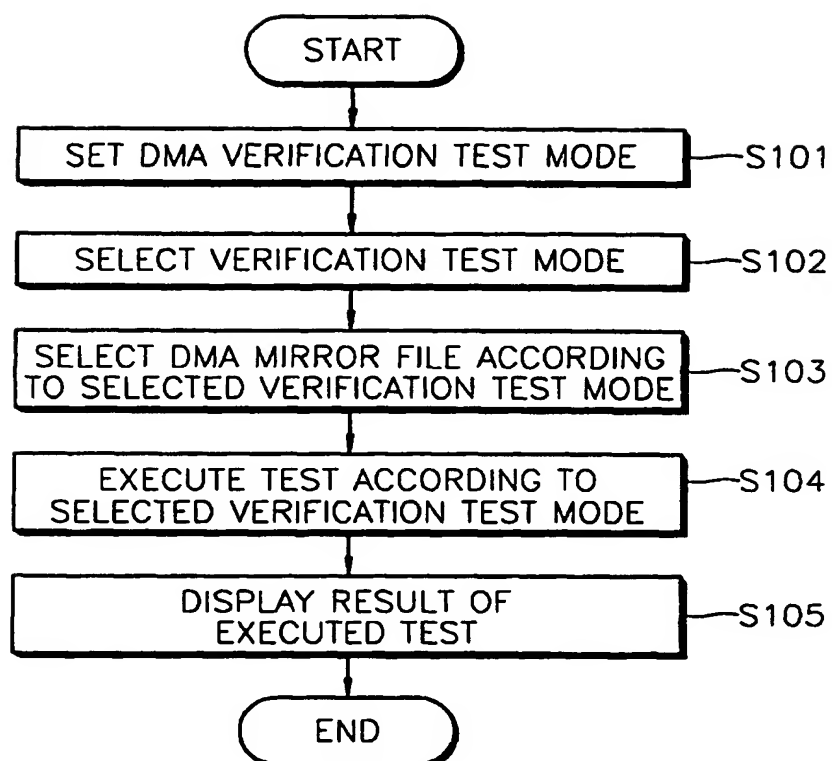 START
SET DMA VERIFICATION TEST MODE
S101
SELECT VERIFICATION TEST MODE
S102
SELECT DMA MIRROR FILE ACCORDING
TO SELECTED VERIFICATION TEST MODE
S103
EXECUTE TEST ACCORDING TO
SELECTED VERIFICATION TEST MODE
S104
DISPLAY RESULT OF
EXECUTED TEST
S105
END